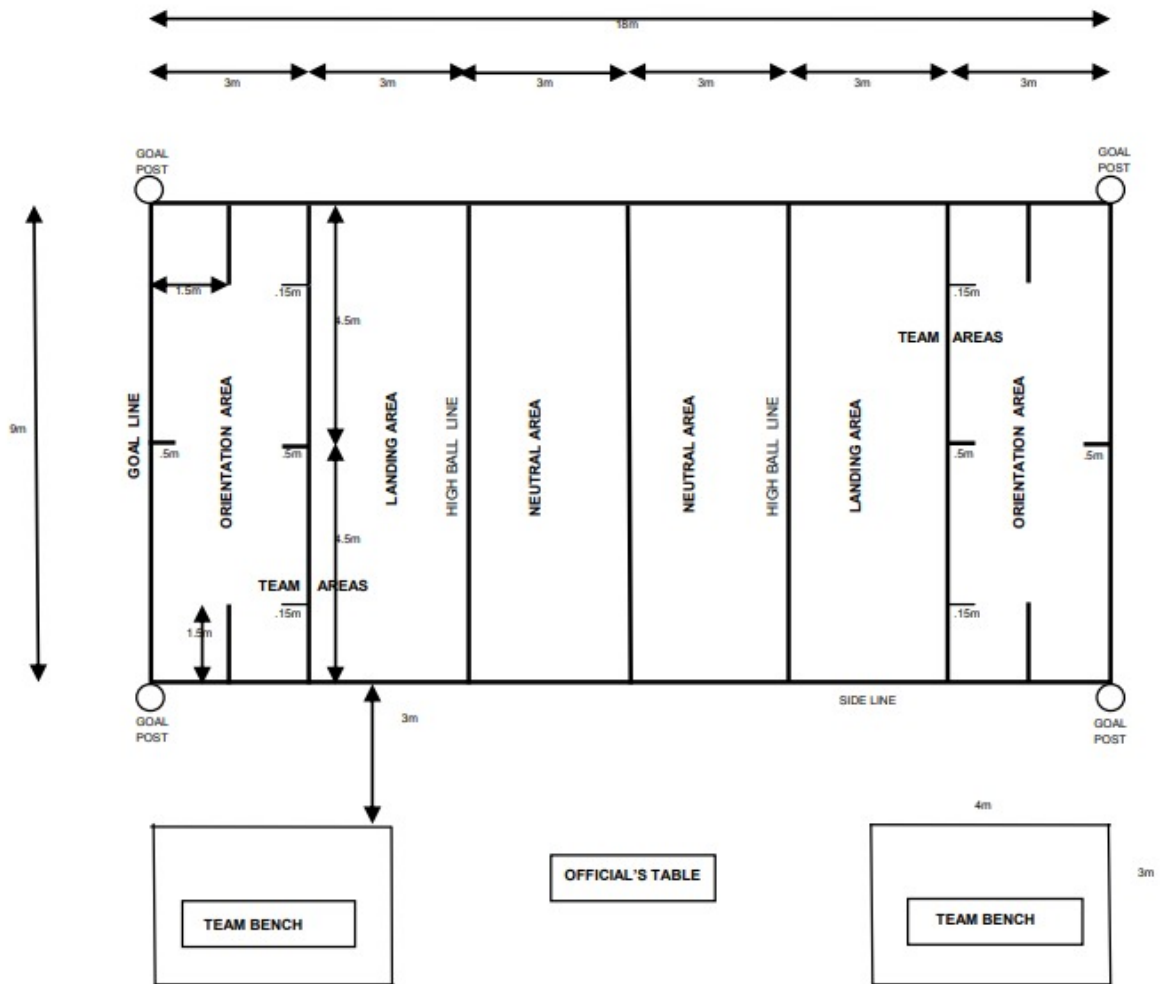 18m
3m
3m
3m
3m
3m
3m
GOAL
POST
GOAL
POST
1.5m
.15m
.15m
4.5m
TEAM AREAS
9m
GOAL LINE
ORIENTATION AREA
LANDING AREA
HIGH BALL LINE
NEUTRAL AREA
NEUTRAL AREA
HIGH BALL LINE
LANDING AREA
ORIENTATION AREA
.5m
.5m
.5m
.5m
4.5m
TEAM AREAS
.15m
.15m
1.5m
SIDE LINE
3m
GOAL
POST
GOAL
POST
4m
OFFICIAL'S TABLE
3m
TEAM BENCH
TEAM BENCH